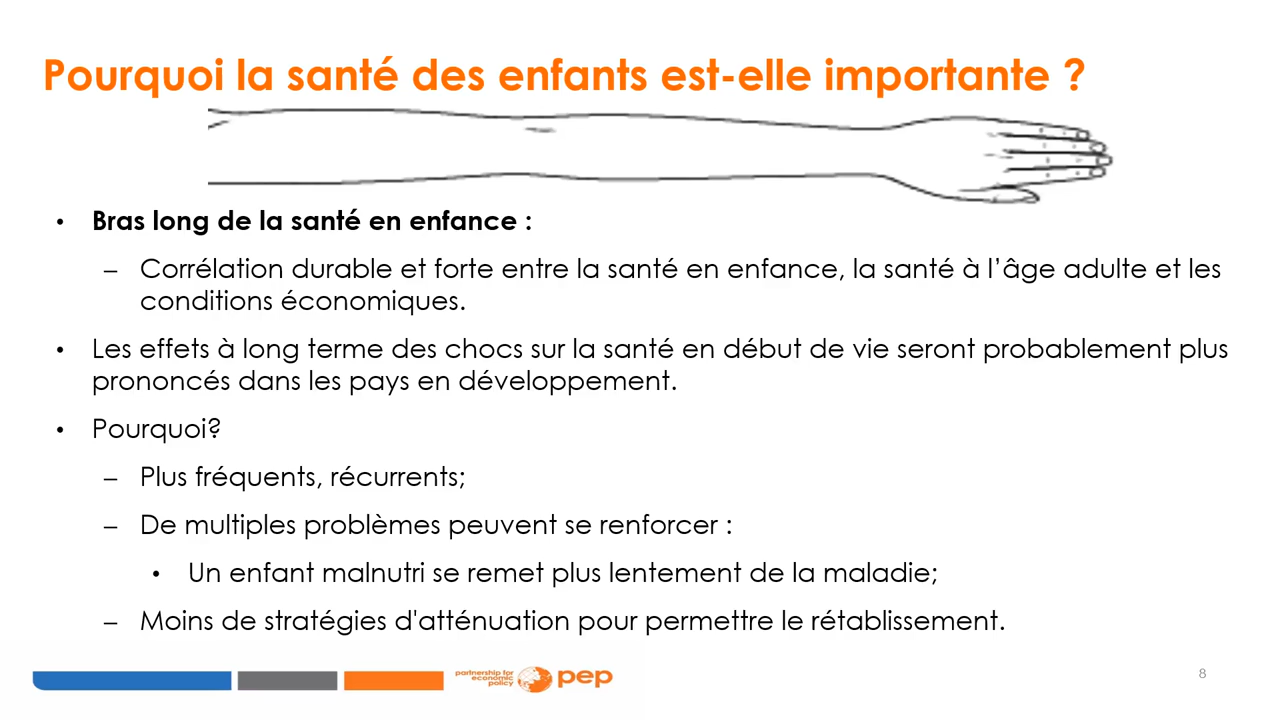 Pourquoi la santé des enfants est-elle importante ?
• Bras long de la santé en enfance :
– Corrélation durable et forte entre la santé en enfance, la santé à l’âge adulte et les
conditions économiques.
• Les effets à long terme des chocs sur la santé en début de vie seront probablement plus
prononcés dans les pays en développement.
• Pourquoi?
– Plus fréquents, récurrents;
– De multiples problèmes peuvent se renforcer :
• Un enfant malnutri se remet plus lentement de la maladie;
– Moins de stratégies d'atténuation pour permettre le rétablissement.
partnership for
economic
policy
pep
8